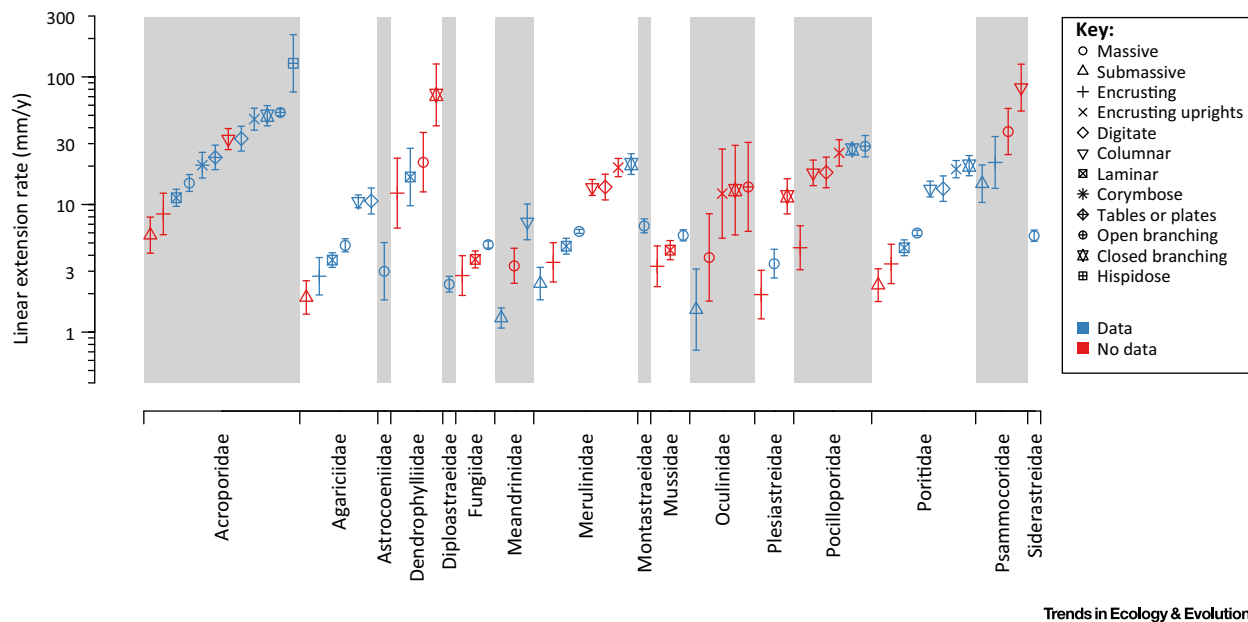 300
100
30
10
3
1
Linear extension rate (mm/y)
Acroporidae
Agariciidae
Astrocoeniidae
Dendrophylliidae
Diploastraeidae
Fungiidae
Meandrinidae
Merulinidae
Montastraeidae
Mussidae
Oculinidae
Plesiastreidae
Pocilloporidae
Poritidae
Psammocoridae
Siderastreidae
Key:
Massive
Submassive
Encrusting
Encrusting uprights
Digitate
Columnar
Laminar
Corymbose
Tables or plates
Open branching
Closed branching
Hispidose
Data
No data
Trends in Ecology & Evolution